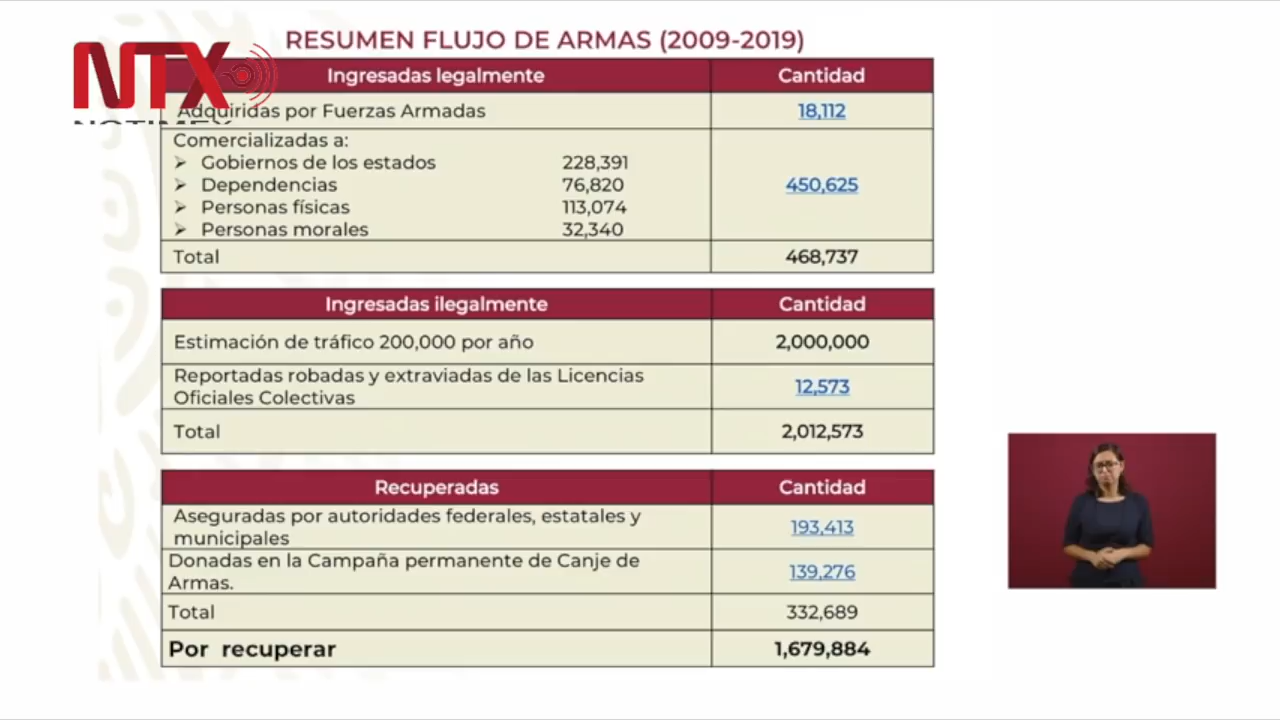 NTX
NOTIMEX
RESUMEN FLUJO DE ARMAS (2009-2019)
Ingresadas legalmente Cantidad
Adquiridas por Fuerzas Armadas 18,112
Comercializadas a:
➢ Gobiernos de los estados 228,391
➢ Dependencias 76,820
➢ Personas físicas 113,074
➢ Personas morales 32,340
450,625
Total 468,737
Ingresadas ilegalmente Cantidad
Estimación de tráfico 200,000 por año 2,000,000
Reportadas robadas y extraviadas de las Licencias
Oficiales Colectivas
12,573
Total 2,012,573
Recuperadas Cantidad
Aseguradas por autoridades federales, estatales y
municipales
193,413
Donadas en la Campaña permanente de Canje de
Armas.
139,276
Total 332,689
Por recuperar 1,679,884